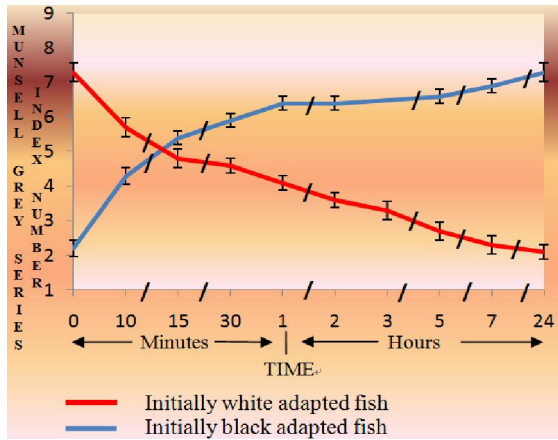 MUNSELL GREY SERIES
INDEX NUMBER
9
8
7
6
5
4
3
2
1
0 10 15 30 1 2 3 5 7 24
Minutes Hours
TIME
Initially white adapted fish
Initially black adapted fish